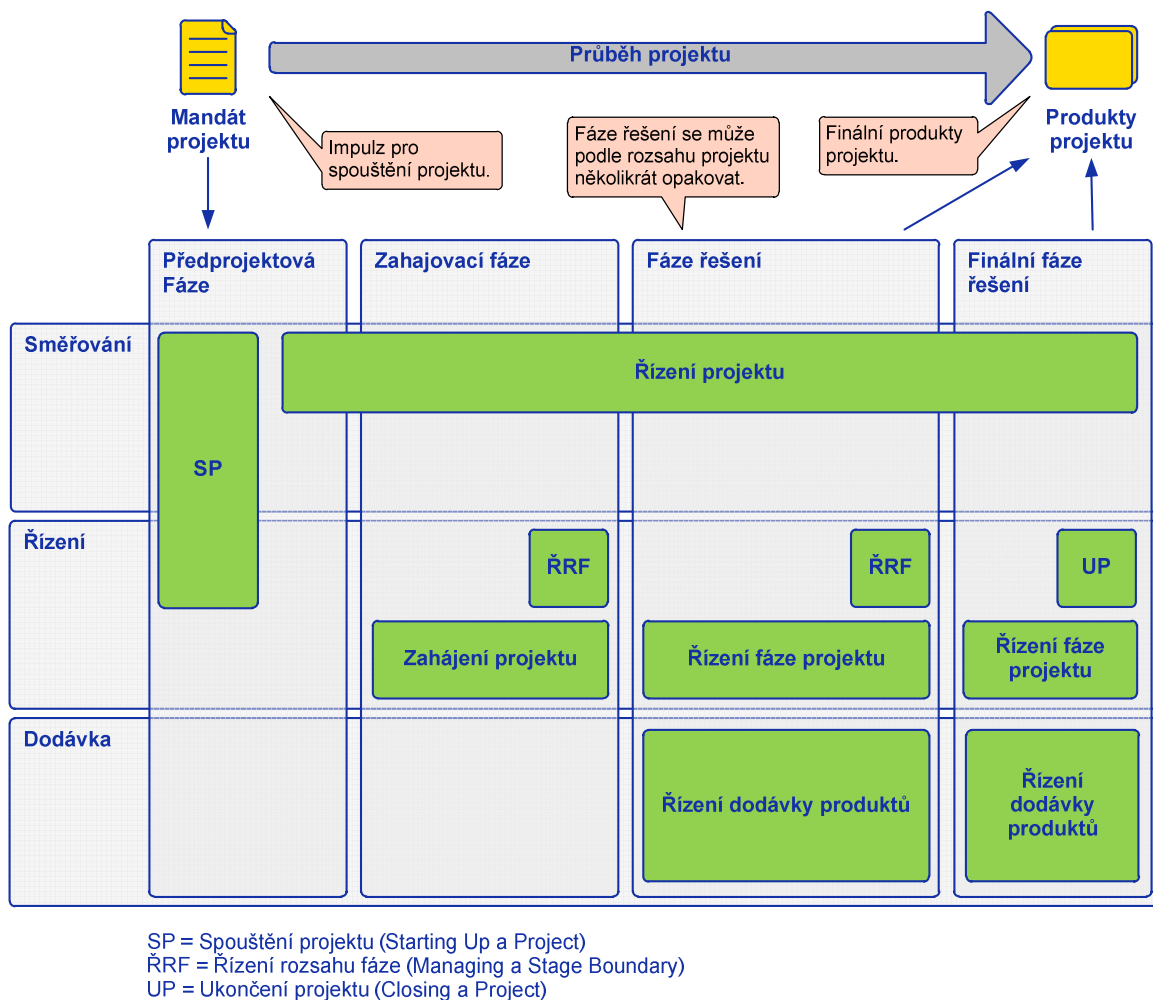 Průběh projektu
Mandát
projektu
Impulz pro
spouštění projektu.
Fáze řešení se může
podle rozsahu projektu
několikrát opakovat.
Finální produkty
projektu.
Produkty
projektu
Předprojektová
Fáze
Zahajovací fáze
Fáze řešení
Finální fáze
řešení
Směřování
SP
Řízení projektu
Řízení
ŘRF
ŘRF
UP
Zahájení projektu
Řízení fáze projektu
Řízení fáze
projektu
Dodávka
Řízení dodávky produktů
Řízení
dodávky
produktů
SP = Spouštění projektu (Starting Up a Project)
ŘRF = Řízení rozsahu fáze (Managing a Stage Boundary)
UP = Ukončení projektu (Closing a Project)